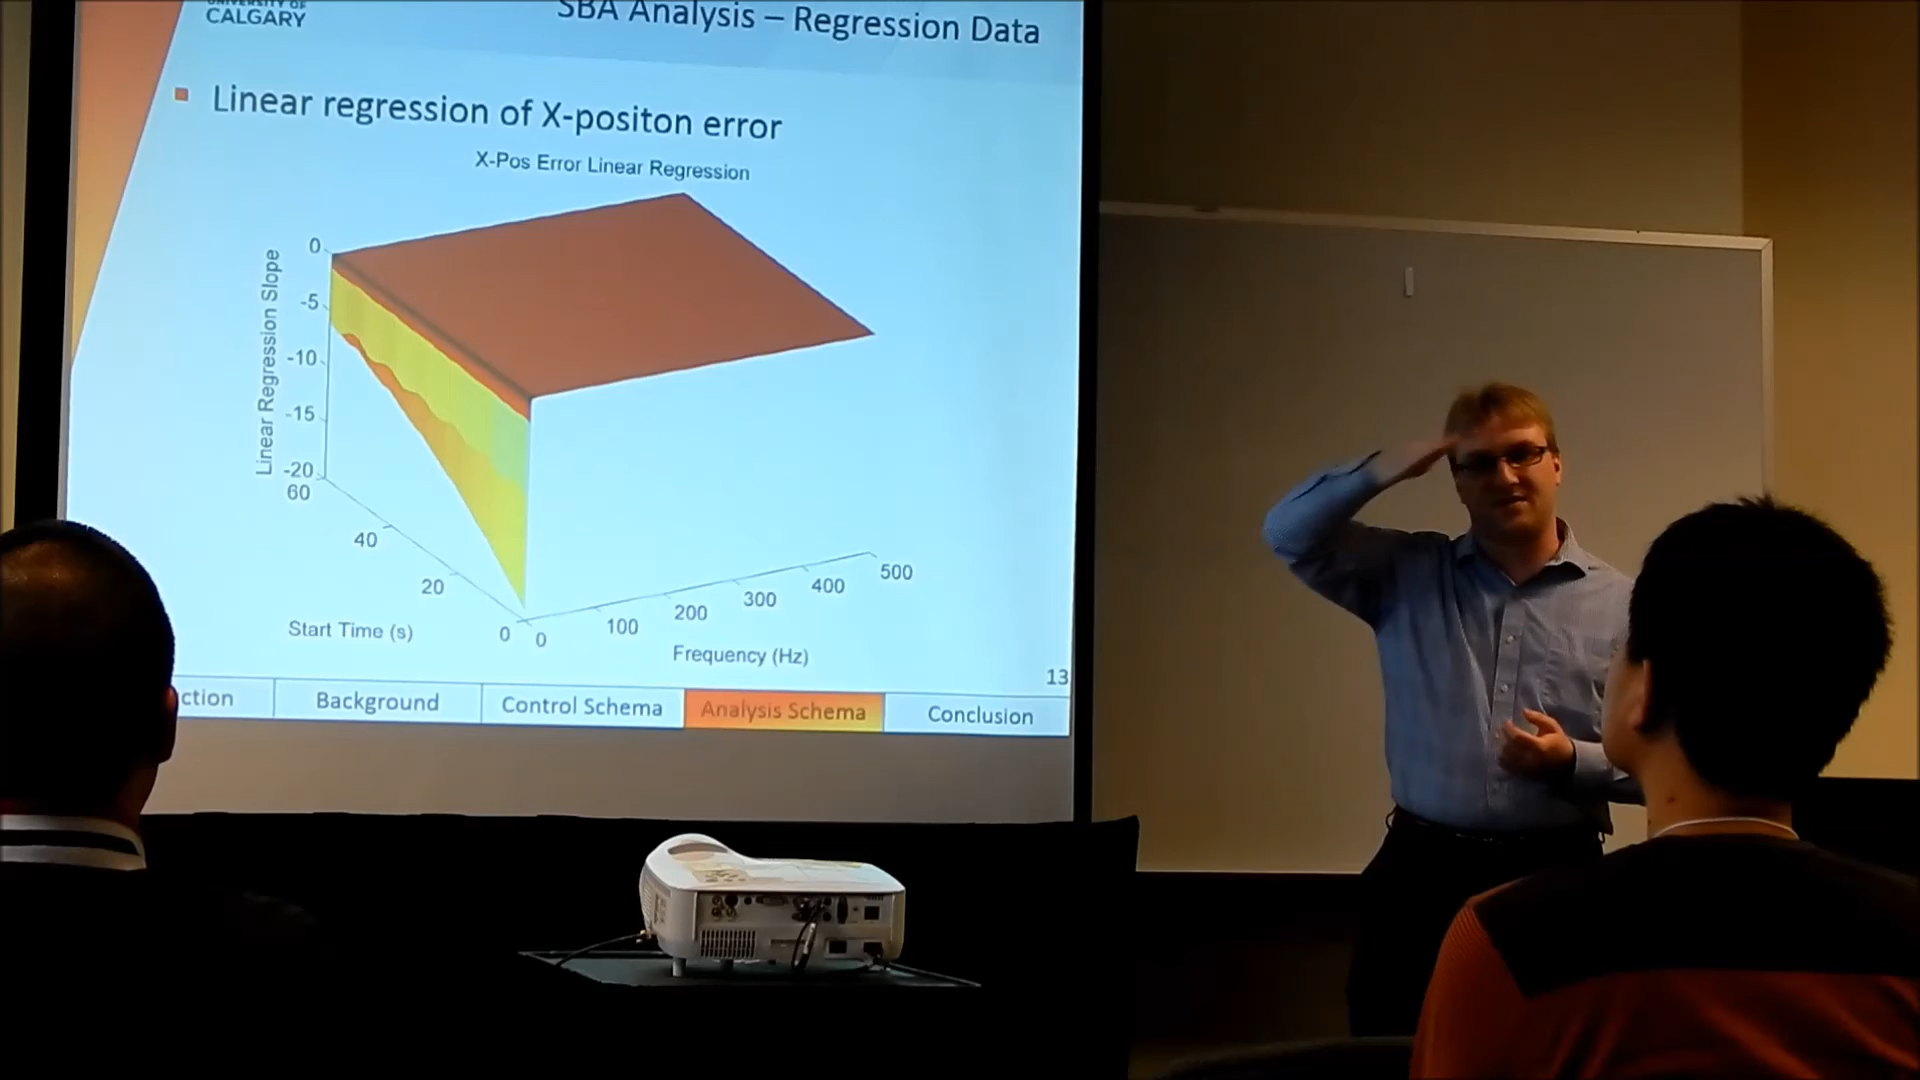 UNIVERSITY OF
CALGARY
SBA Analysis – Regression Data
Linear regression of X-positon error
X-Pos Error Linear Regression
Linear Regression Slope
0
-5
-10
-15
-20
60
40
20
0
Start Time (s)
0
100
200
300
400
500
Frequency (Hz)
13
ction
Background
Control Schema
Analysis Schema
Conclusion